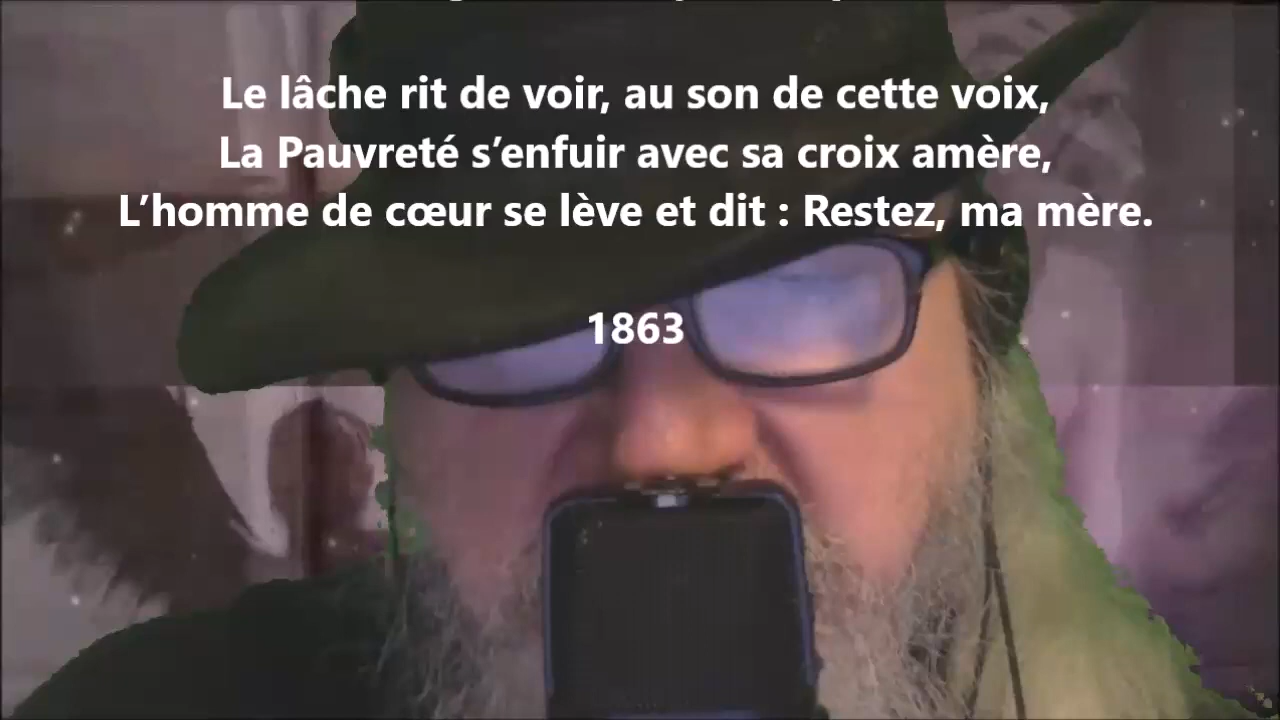 Le lâche rit de voir, au son de cette voix,
La Pauvreté s’enfuir avec sa croix amère,
L’homme de cœur se lève et dit : Restez, ma mère.
1863